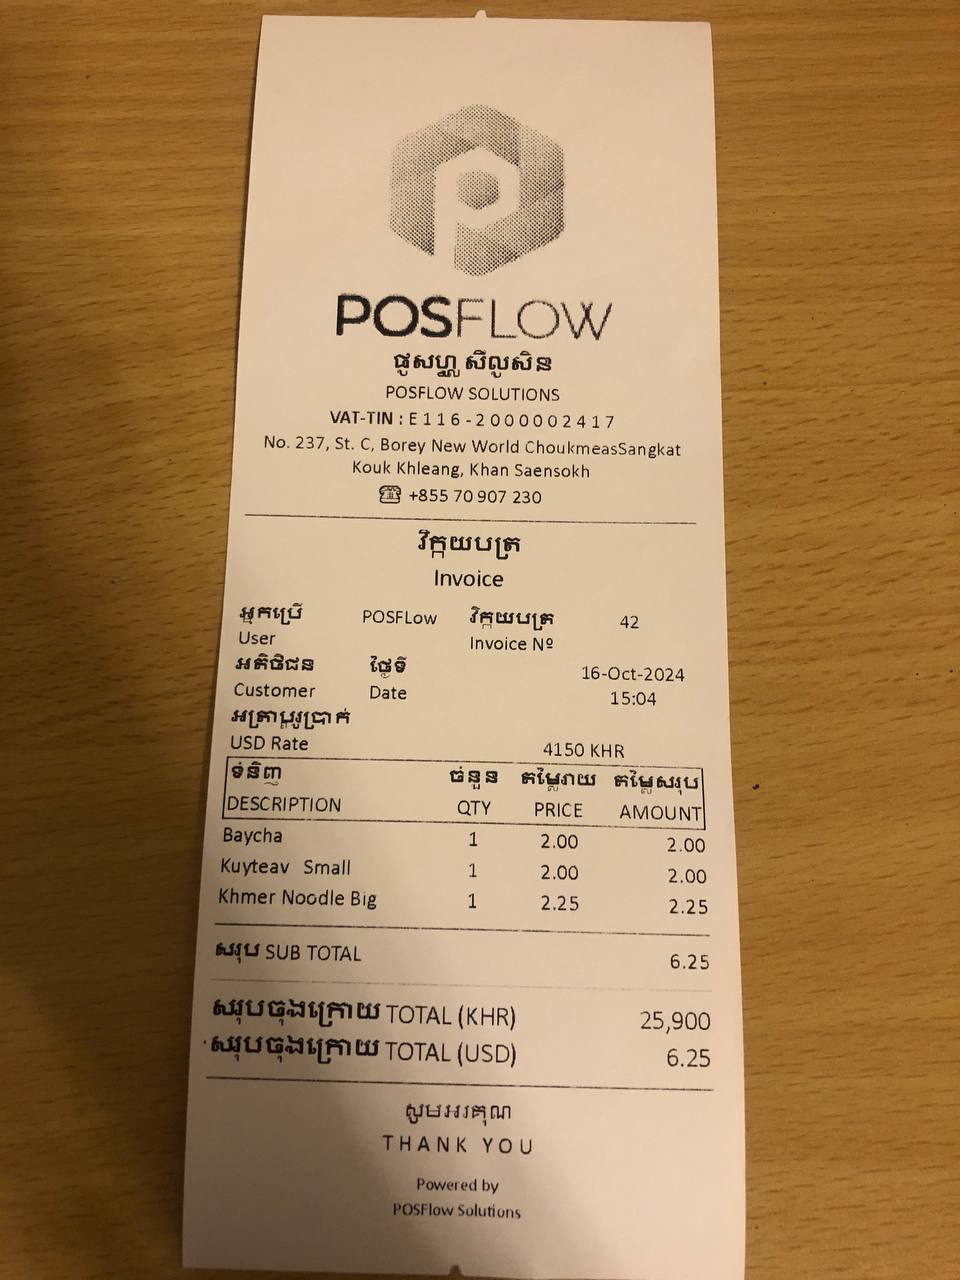 POSFLOW
ផូសហ្វ្លូ សូលូសិន
POSFLOW SOLUTIONS
VAT-TIN : E116-2000002417
No. 237, St. C, Borey New World ChoukmeasSangkat
Kouk Khleang, Khan Saensokh
☎ +855 70 907 230
វិក្កយបត្រ
Invoice
អ្នកប្រើ POSFLow វិក្កយបត្រ 42
User Invoice Nº
អតិថិជន ថ្ងៃទី 16-Oct-2024
Customer Date 15:04
អត្រាប្តូរប្រាក់
USD Rate 4150 KHR
ទំនិញ ចំនួន តម្លៃរាយ តម្លៃសរុប
DESCRIPTION QTY PRICE AMOUNT
Baycha 1 2.00 2.00
Kuyteav Small 1 2.00 2.00
Khmer Noodle Big 1 2.25 2.25
សរុប SUB TOTAL 6.25
សរុបចុងក្រោយ TOTAL (KHR) 25,900
សរុបចុងក្រោយ TOTAL (USD) 6.25
សូមអរគុណ
THANK YOU
Powered by
POSFlow Solutions